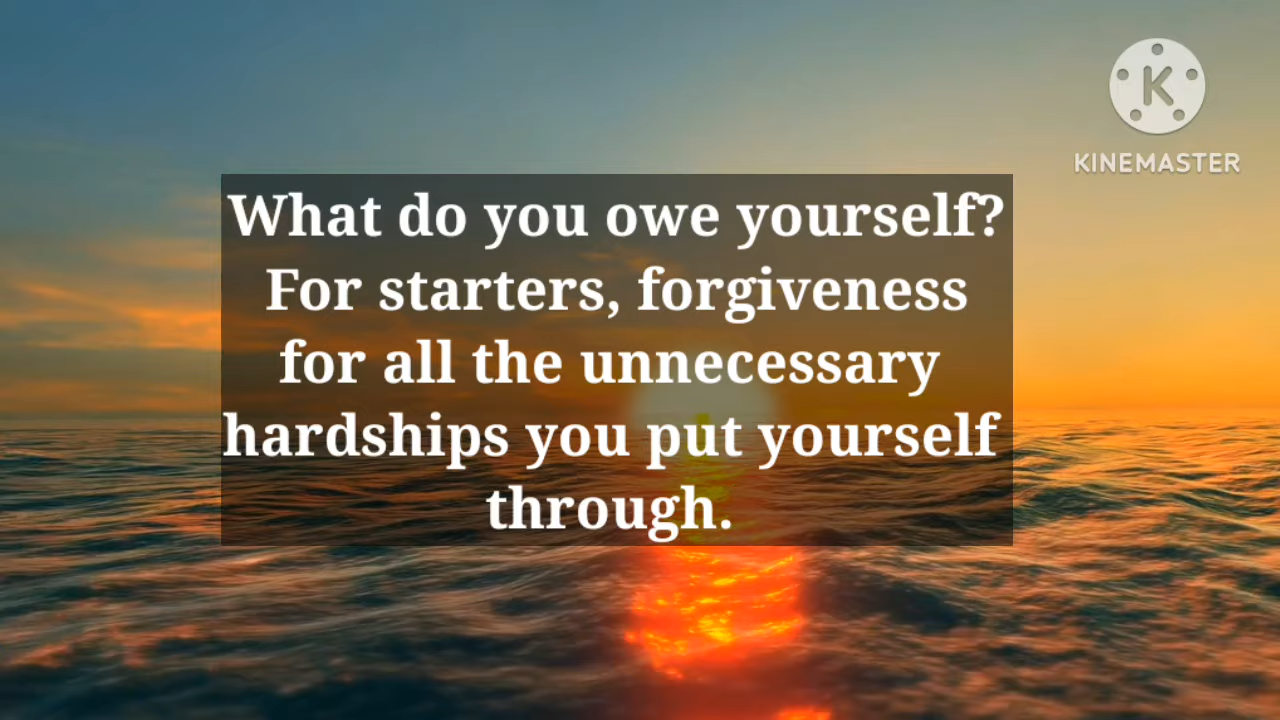 K
KINEMASTER
What do you owe yourself?
For starters, forgiveness
for all the unnecessary
hardships you put yourself
through.